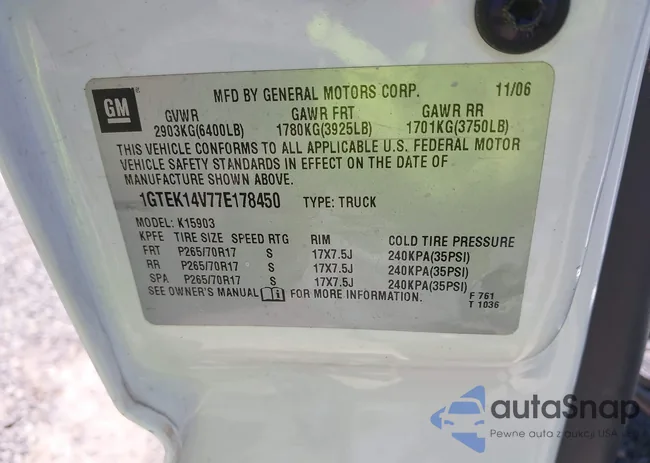 GM
MFD BY GENERAL MOTORS CORP. 11/06
GVWR GAWR FRT GAWR RR
2903KG(6400LB) 1780KG(3925LB) 1701KG(3750LB)
THIS VEHICLE CONFORMS TO ALL APPLICABLE U.S. FEDERAL MOTOR
VEHICLE SAFETY STANDARDS IN EFFECT ON THE DATE OF
MANUFACTURE SHOWN ABOVE.
1GTEK14V77E178450 TYPE: TRUCK
MODEL: K15903
KPFE TIRE SIZE SPEED RTG RIM COLD TIRE PRESSURE
FRT P265/70R17 S 17X7.5J 240KPA(35PSI)
RR P265/70R17 S 17X7.5J 240KPA(35PSI)
SPA P265/70R17 S 17X7.5J 240KPA(35PSI)
SEE OWNER'S MANUAL FOR MORE INFORMATION.
F 761
T 1036
autaSnap
Pewne auta z aukcji USA